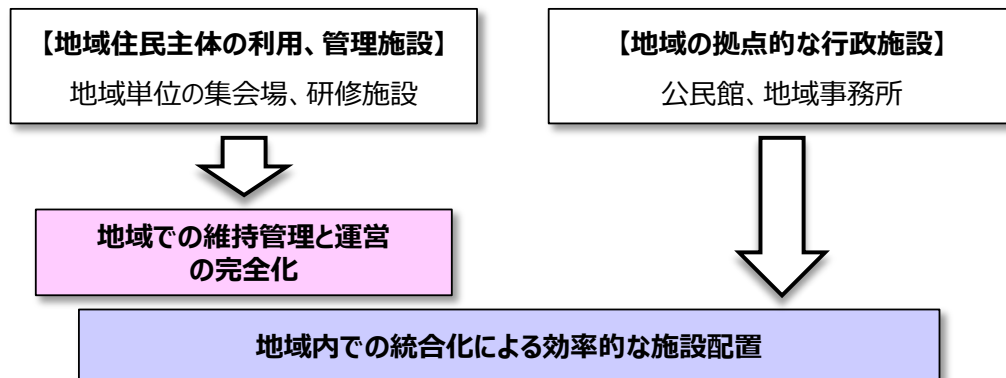 【地域住民主体の利用、管理施設】
地域単位の集会場、研修施設
【地域の拠点的な行政施設】
公民館、地域事務所
地域での維持管理と運営
の完全化
地域内での統合化による効率的な施設配置